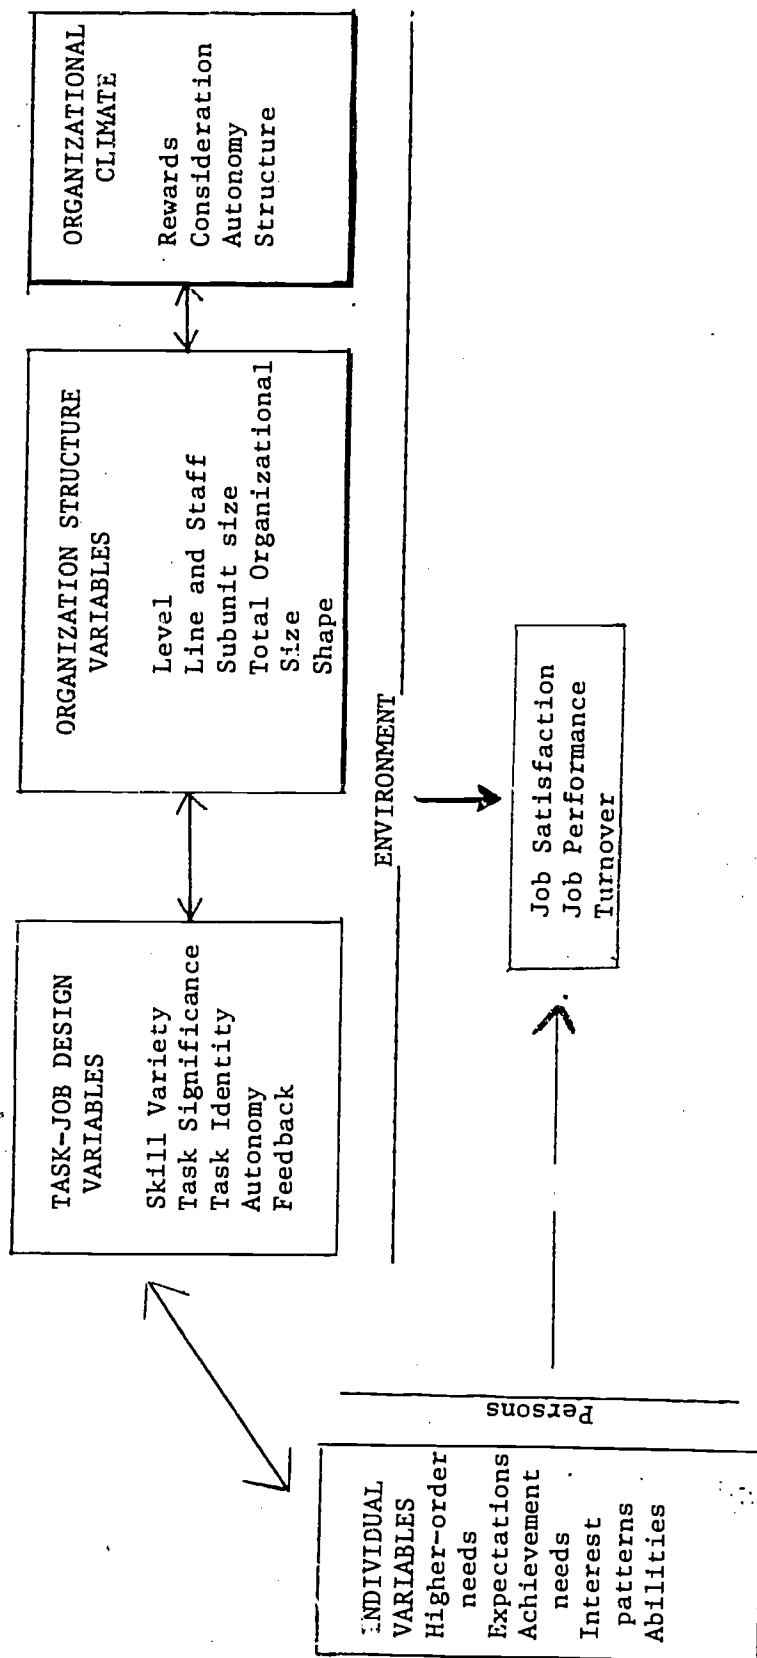 TASK-JOB DESIGN
VARIABLES
Skill Variety
Task Significance
Task Identity
Autonomy
Feedback
ORGANIZATION STRUCTURE
VARIABLES
Level
Line and Staff
Subunit size
Total Organizational
Size
Shape
ORGANIZATIONAL
CLIMATE
Rewards
Consideration
Autonomy
Structure
ENVIRONMENT
INDIVIDUAL
VARIABLES
Higher-order
needs
Expectations
Achievement
needs
Interest
patterns
Abilities
Persons
Job Satisfaction
Job Performance
Turnover